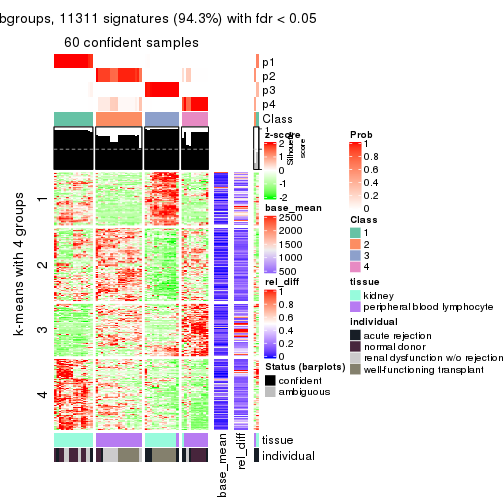 bgroups, 11311 signatures (94.3%) with fdr < 0.05
60 confident samples
p1
p2
p3
p4
Class
1
Silhouette
score
k-means with 4 groups
1
2
3
4
tissue
individual
base_mean
rel_diff
z-score
2
1
0
-1
-2
base_mean
2500
2000
1500
1000
500
rel_diff
1
0.8
0.6
0.4
0.2
0
Status (barplots)
confident
ambiguous
Prob
1
0.8
0.6
0.4
0.2
0
Class
1
2
3
4
tissue
kidney
peripheral blood lymphocyte
individual
acute rejection
normal donor
renal dysfunction w/o rejection
well-functioning transplant